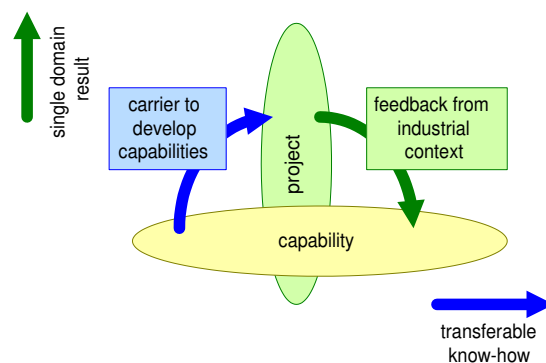 single domain
result
carrier to
develop
capabilities
project
feedback from
industrial
context
capability
transferable
know-how